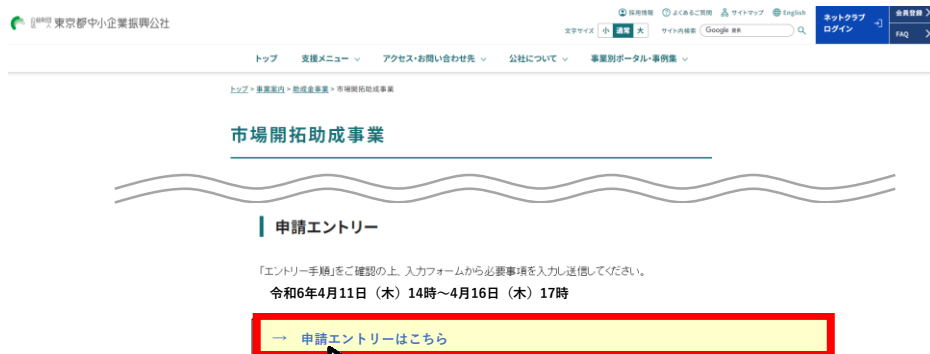 採用情報 よくあるご質問 サイトマップ English
東京都中小企業振興公社
文字サイズ 小 通常 大 サイト内検索 Google
ネットクラブ
ログイン
会員登録
FAQ
トップ 支援メニュー アクセス・お問い合わせ先 公社について 事業別ポータル・事例集
トップ > 事業案内 > 助成金事業 > 市場開拓助成事業
市場開拓助成事業
申請エントリー
「エントリー手順」をご確認の上、入力フォームから必要事項を入力し送信してください。
令和6年4月11日（木）14時～4月16日（木）17時
→ 申請エントリーはこちら